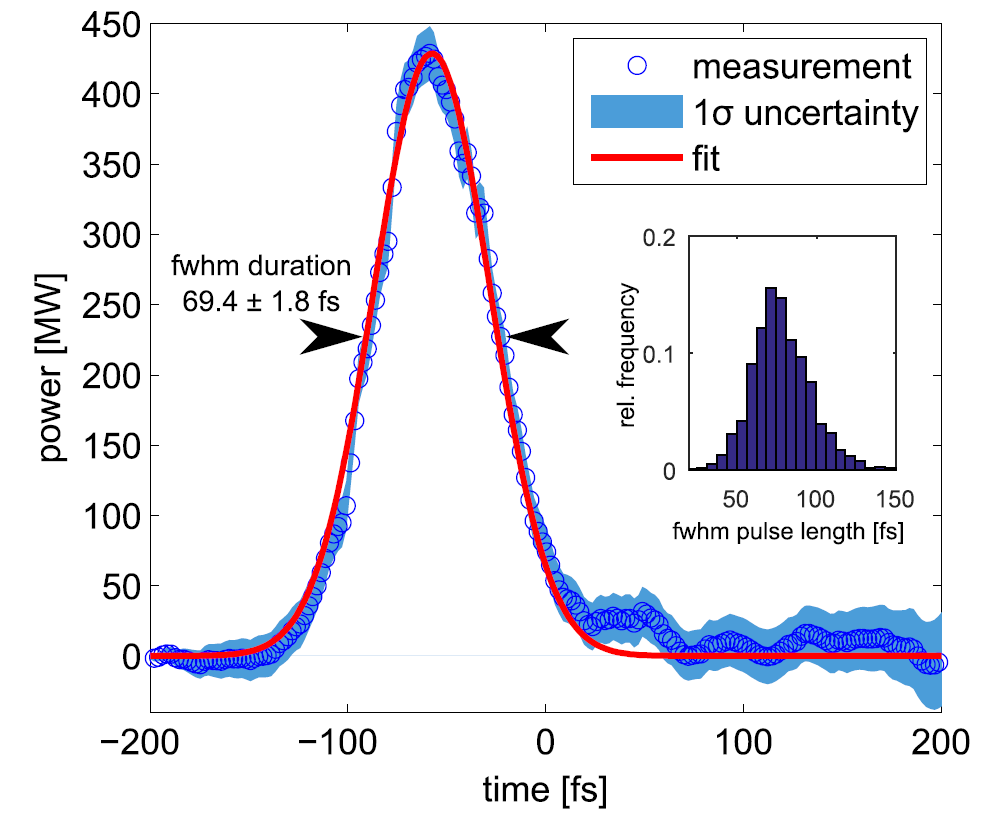 450
400
350
300
250
200
150
100
50
0
power [MW]
−200
−100
0
100
200
time [fs]
measurement
1σ uncertainty
fit
fwhm duration
69.4 ± 1.8 fs
0.2
0.1
0
rel. frequency
50
100
150
fwhm pulse length [fs]